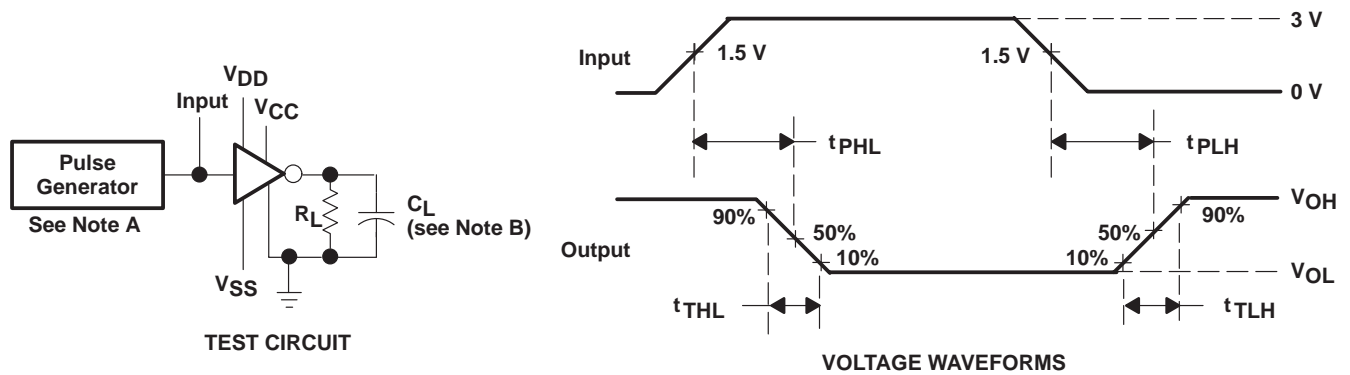 VDD
Input
VCC
Pulse
Generator
See Note A
RL
CL
(see Note B)
VSS
TEST CIRCUIT
Input
1.5 V
1.5 V
3 V
0 V
tPHL
tPLH
Output
90%
50%
10%
10%
50%
90%
VOH
VOL
tTHL
tTLH
VOLTAGE WAVEFORMS